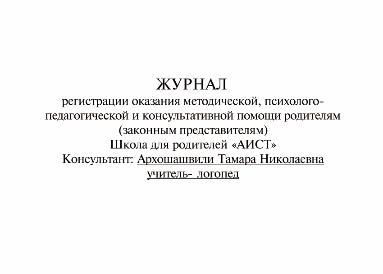 ЖУРНАЛ
регистрации оказания методической, психолого-
педагогической и консультативной помощи родителям
(законным представителям)
Школа для родителей «АИСТ»
Консультант: Архошашвили Тамара Николаевна
учитель- логопед